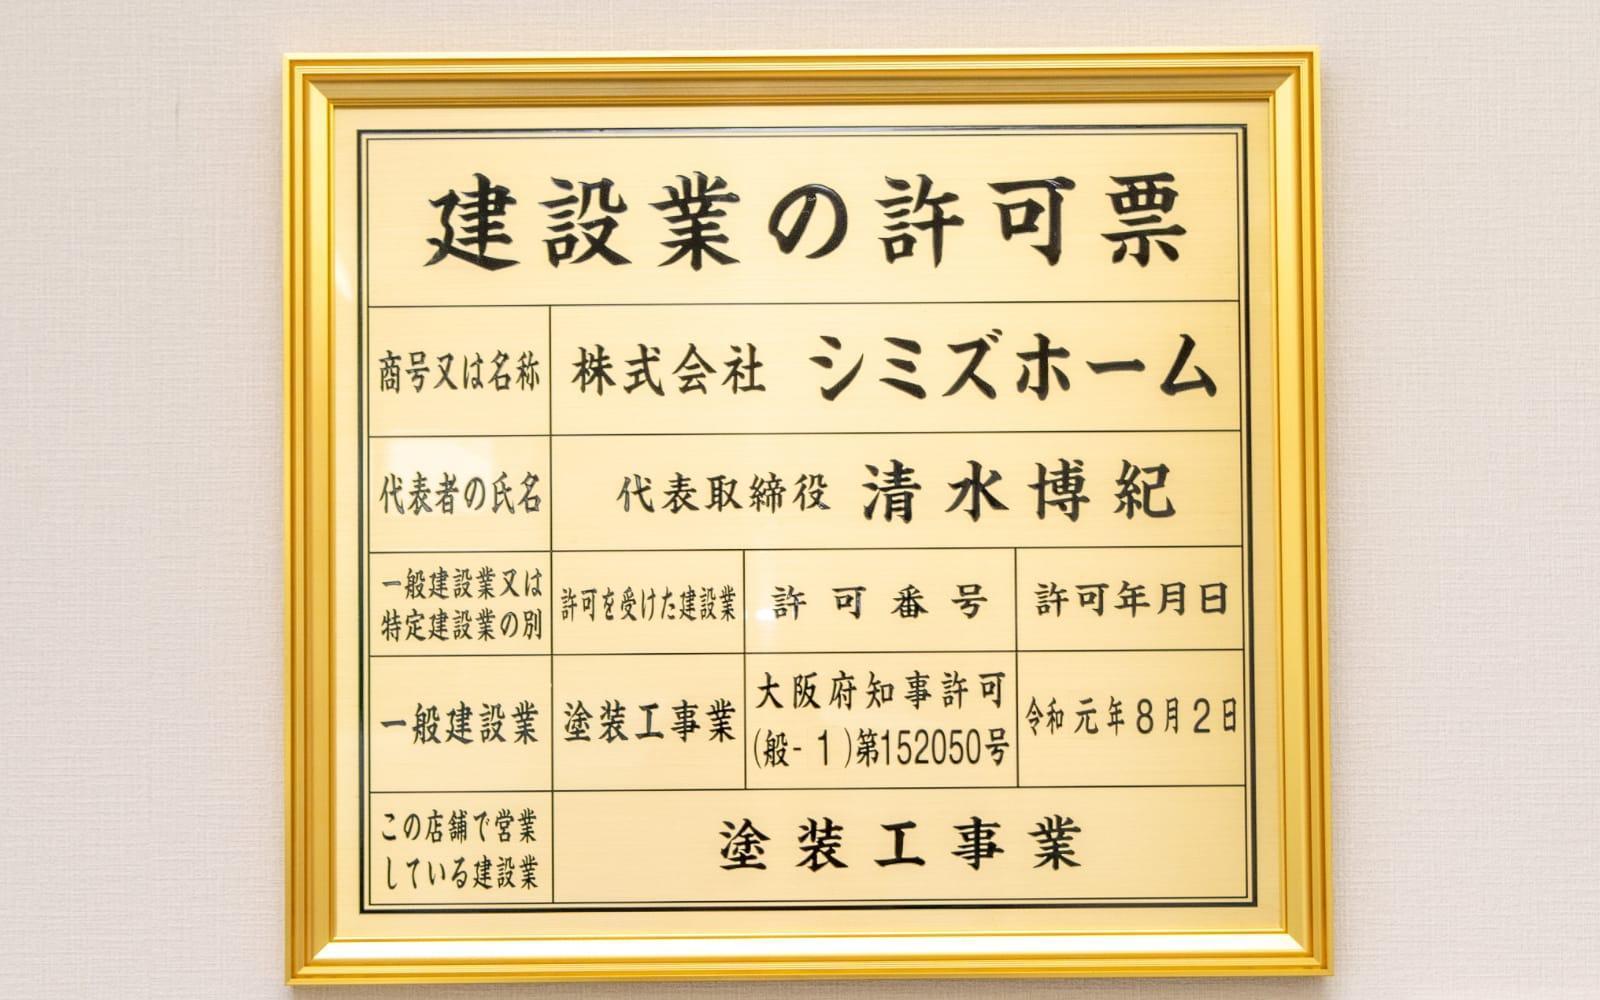 建設業の許可票
商号又は名称
株式会社 シミズホーム
代表者の氏名
代表取締役 清水博紀
一般建設業又は
特定建設業の別
許可を受けた建設業
許可番号
許可年月日
一般建設業
塗装工事業
大阪府知事許可
(般-1)第152050号
令和元年8月2日
この店舗で営業
している建設業
塗装工事業